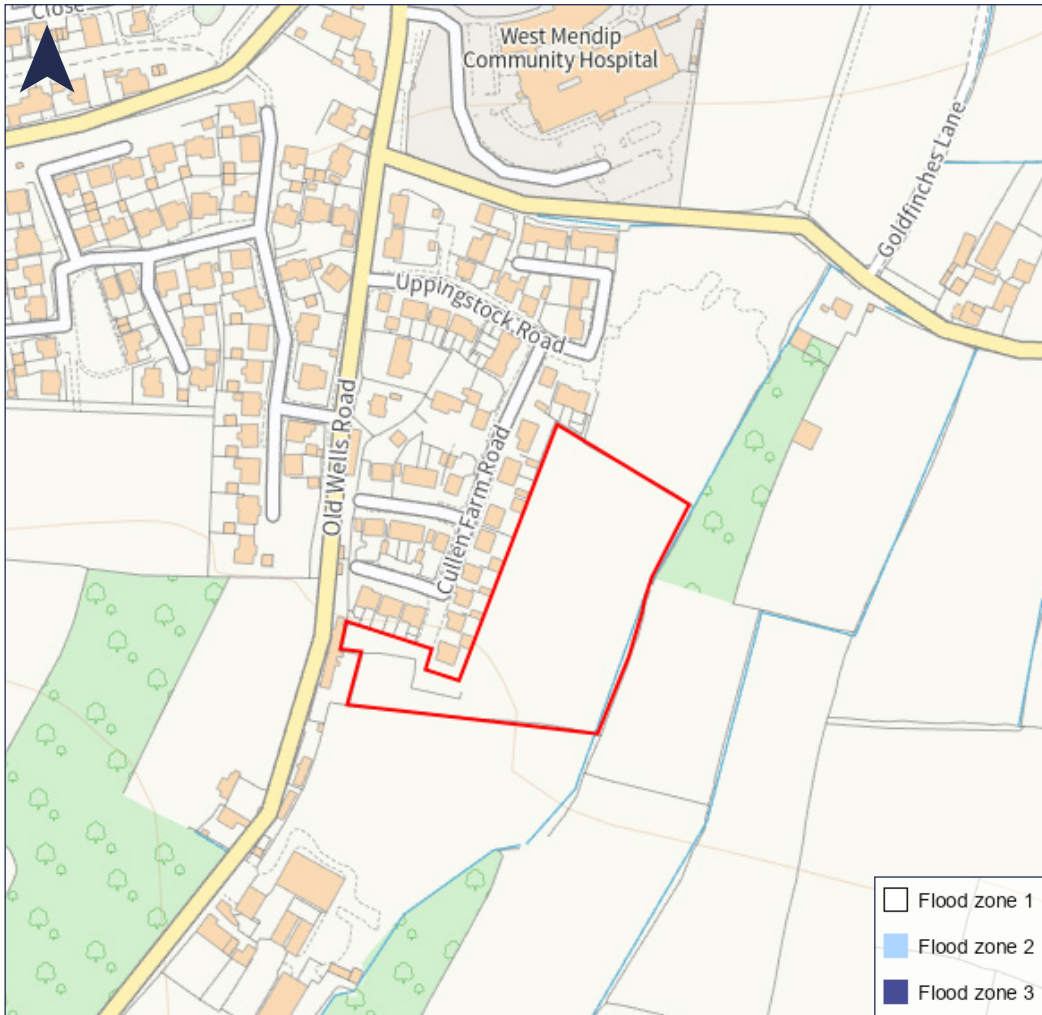 Close
West Mendip
Community Hospital
Goldfinches Lane
Uppingstock Road
Old Wells Road
Cullen Farm Road
Flood zone 1
Flood zone 2
Flood zone 3